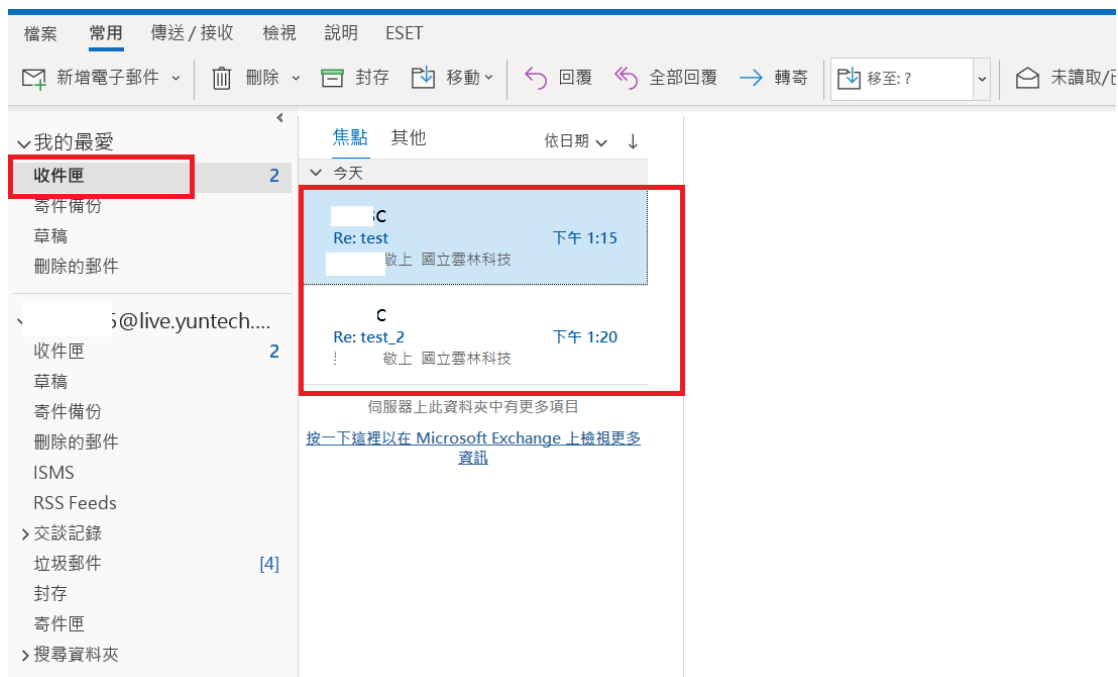 檔案 常用 傳送 / 接收 檢視 說明 ESET
新增電子郵件 刪除 封存 移動 回覆 全部回覆 轉寄 移至: ? 未讀取/
我的最愛
收件匣 2
寄件備份
草稿
刪除的郵件
5@live.yuntech....
收件匣 2
草稿
寄件備份
刪除的郵件
ISMS
RSS Feeds
交談記錄
垃圾郵件 [4]
封存
寄件匣
搜尋資料夾
焦點 其他 依日期 ↓
今天
C
Re: test 下午 1:15
敬上 國立雲林科技
C
Re: test_2 下午 1:20
敬上 國立雲林科技
伺服器上此資料夾中有更多項目
按一下這裡以在 Microsoft Exchange 上檢視更多
資訊